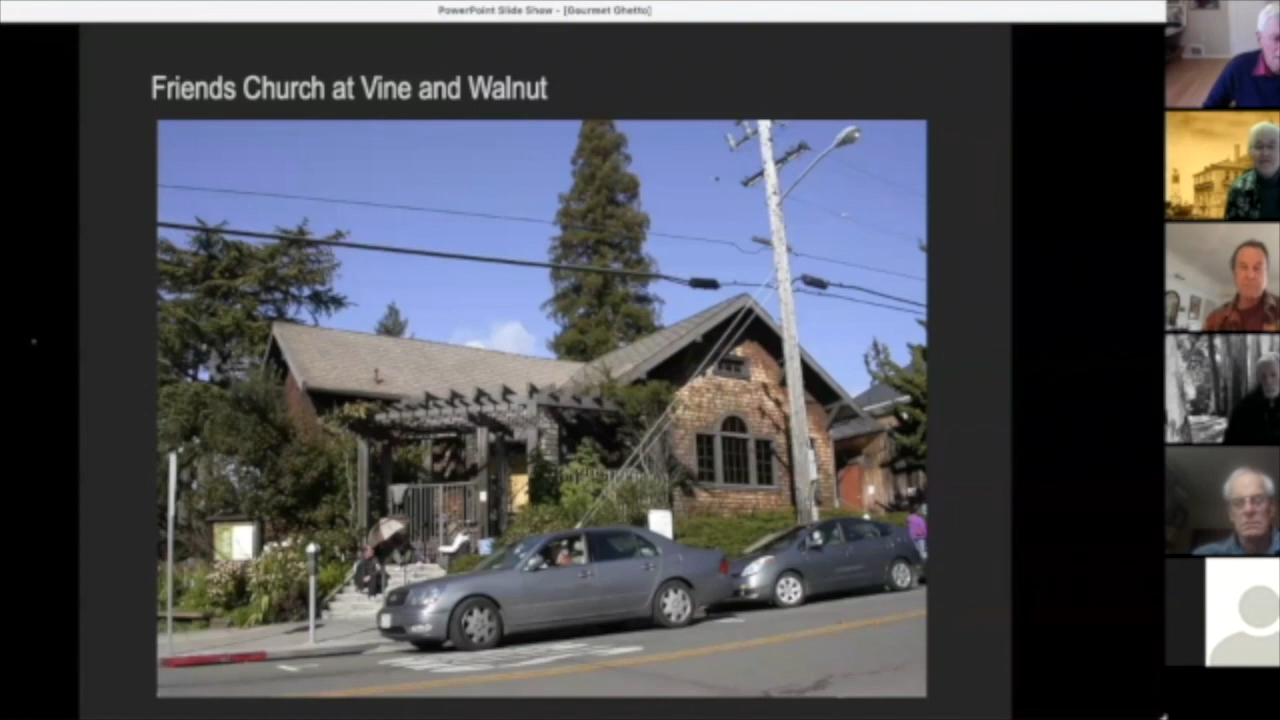 PowerPoint Slide Show - [Gourmet Ghetto]
Friends Church at Vine and Walnut